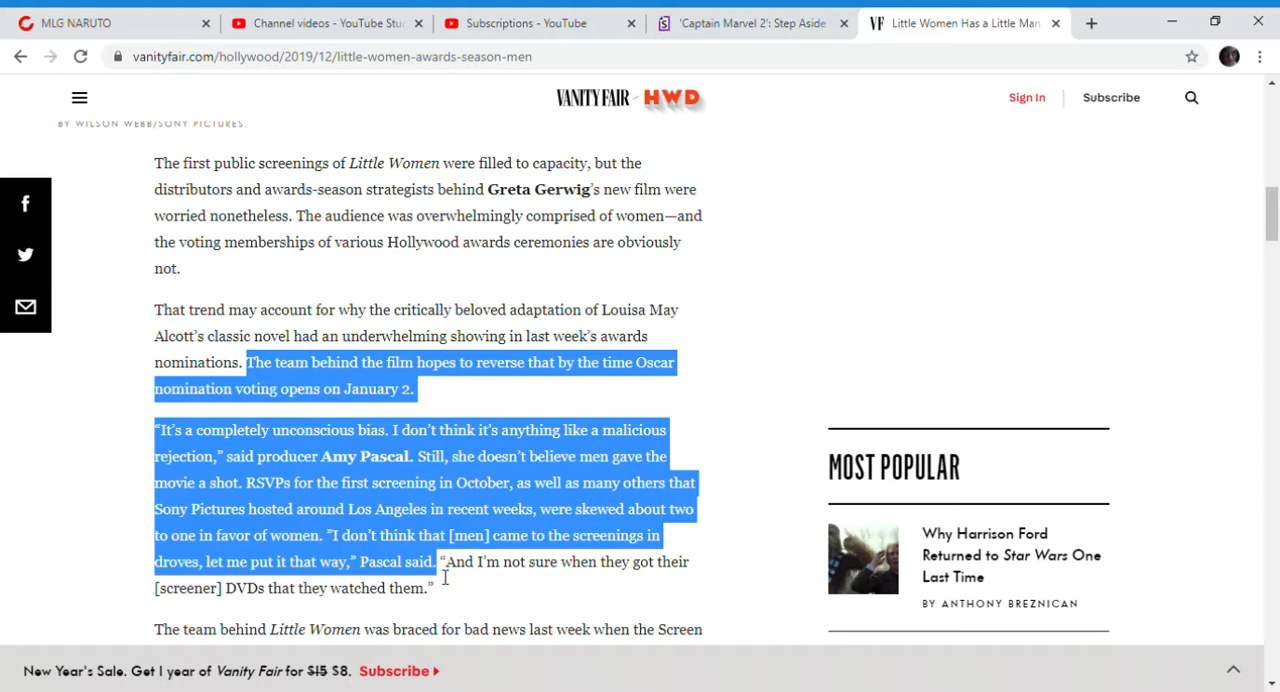 MLG NARUTO
Channel videos - YouTube Stu
Subscriptions - YouTube
'Captain Marvel 2': Step Aside
VF Little Women Has a Little Man
vanityfair.com/hollywood/2019/12/little-women-awards-season-men
VANITY FAIR HWD
Sign In
Subscribe
BY WILSON WEBB/SONY PICTURES.
The first public screenings of Little Women were filled to capacity, but the
distributors and awards-season strategists behind Greta Gerwig's new film were
worried nonetheless. The audience was overwhelmingly comprised of women—and
the voting memberships of various Hollywood awards ceremonies are obviously
not.
That trend may account for why the critically beloved adaptation of Louisa May
Alcott's classic novel had an underwhelming showing in last week's awards
nominations. The team behind the film hopes to reverse that by the time Oscar
nomination voting opens on January 2.
“It's a completely unconscious bias. I don't think it's anything like a malicious
rejection,” said producer Amy Pascal. Still, she doesn't believe men gave the
movie a shot. RSVPs for the first screening in October, as well as many others that
Sony Pictures hosted around Los Angeles in recent weeks, were skewed about two
to one in favor of women. ”I don't think that [men] came to the screenings in
droves, let me put it that way,” Pascal said. “And I'm not sure when they got their
[screener] DVDs that they watched them.”
The team behind Little Women was braced for bad news last week when the Screen
MOST POPULAR
Why Harrison Ford
Returned to Star Wars One
Last Time
BY ANTHONY BREZNICAN
New Year's Sale. Get 1 year of Vanity Fair for $15 $8. Subscribe